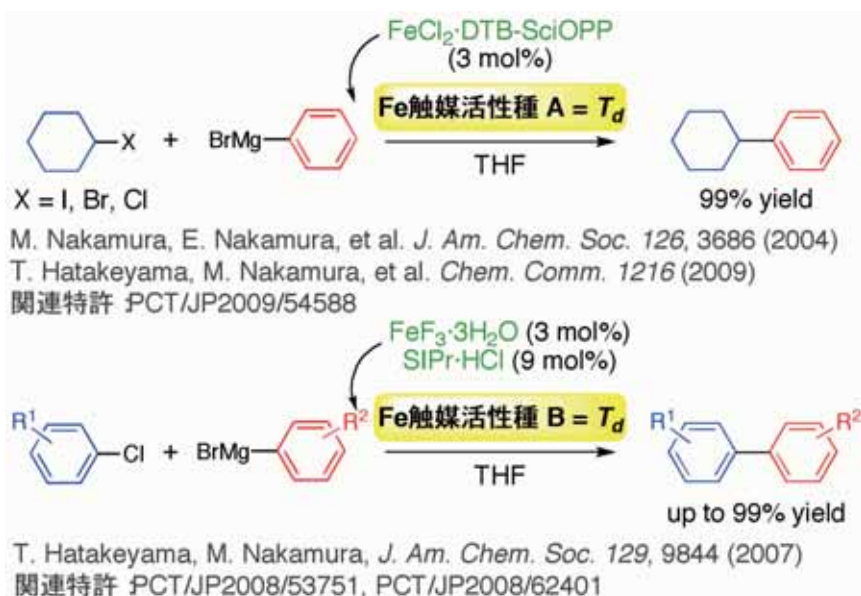 FeCl₂·DTB-SciOPP
(3 mol%)
Fe触媒活性種 A = Td
X + BrMg
THF
X = I, Br, Cl
99% yield
M. Nakamura, E. Nakamura, et al. J. Am. Chem. Soc. 126, 3686 (2004)
T. Hatakeyama, M. Nakamura, et al. Chem. Comm. 1216 (2009)
関連特許 :PCT/JP2009/54588
FeF₃·3H₂O (3 mol%)
SIPr·HCl (9 mol%)
Fe触媒活性種 B = Td
R¹ Cl + BrMg R²
THF
R¹ R²
up to 99% yield
T. Hatakeyama, M. Nakamura, J. Am. Chem. Soc. 129, 9844 (2007)
関連特許 :PCT/JP2008/53751, PCT/JP2008/62401